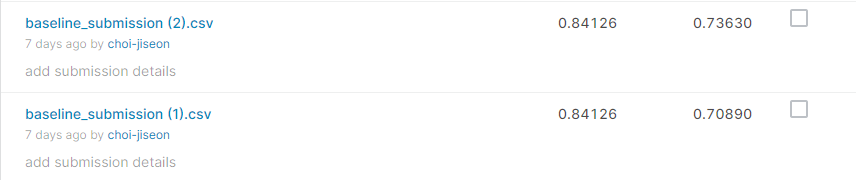 baseline_submission (2).csv 0.84126 0.73630
7 days ago by choi-jiseon
add submission details
baseline_submission (1).csv 0.84126 0.70890
7 days ago by choi-jiseon
add submission details